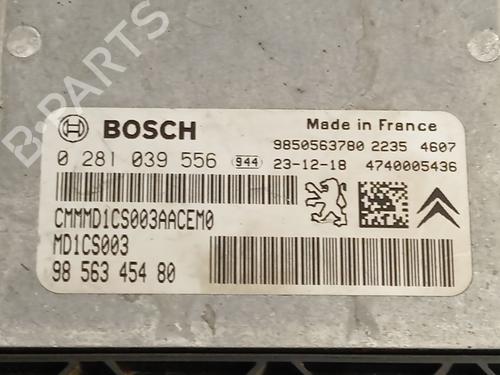 B-PARTS
BOSCH
Made in France
0 281 039 556 944
9850563780 2235 4607
23-12-18 4740005436
CMMMD1CS003AACEM0
MD1CS003
98 563 454 80